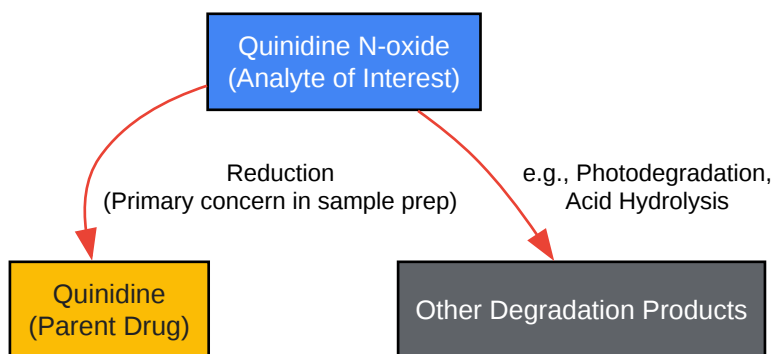 Quinidine N-oxide
(Analyte of Interest)
Reduction
(Primary concern in sample prep)
e.g., Photodegradation,
Acid Hydrolysis
Quinidine
(Parent Drug)
Other Degradation Products